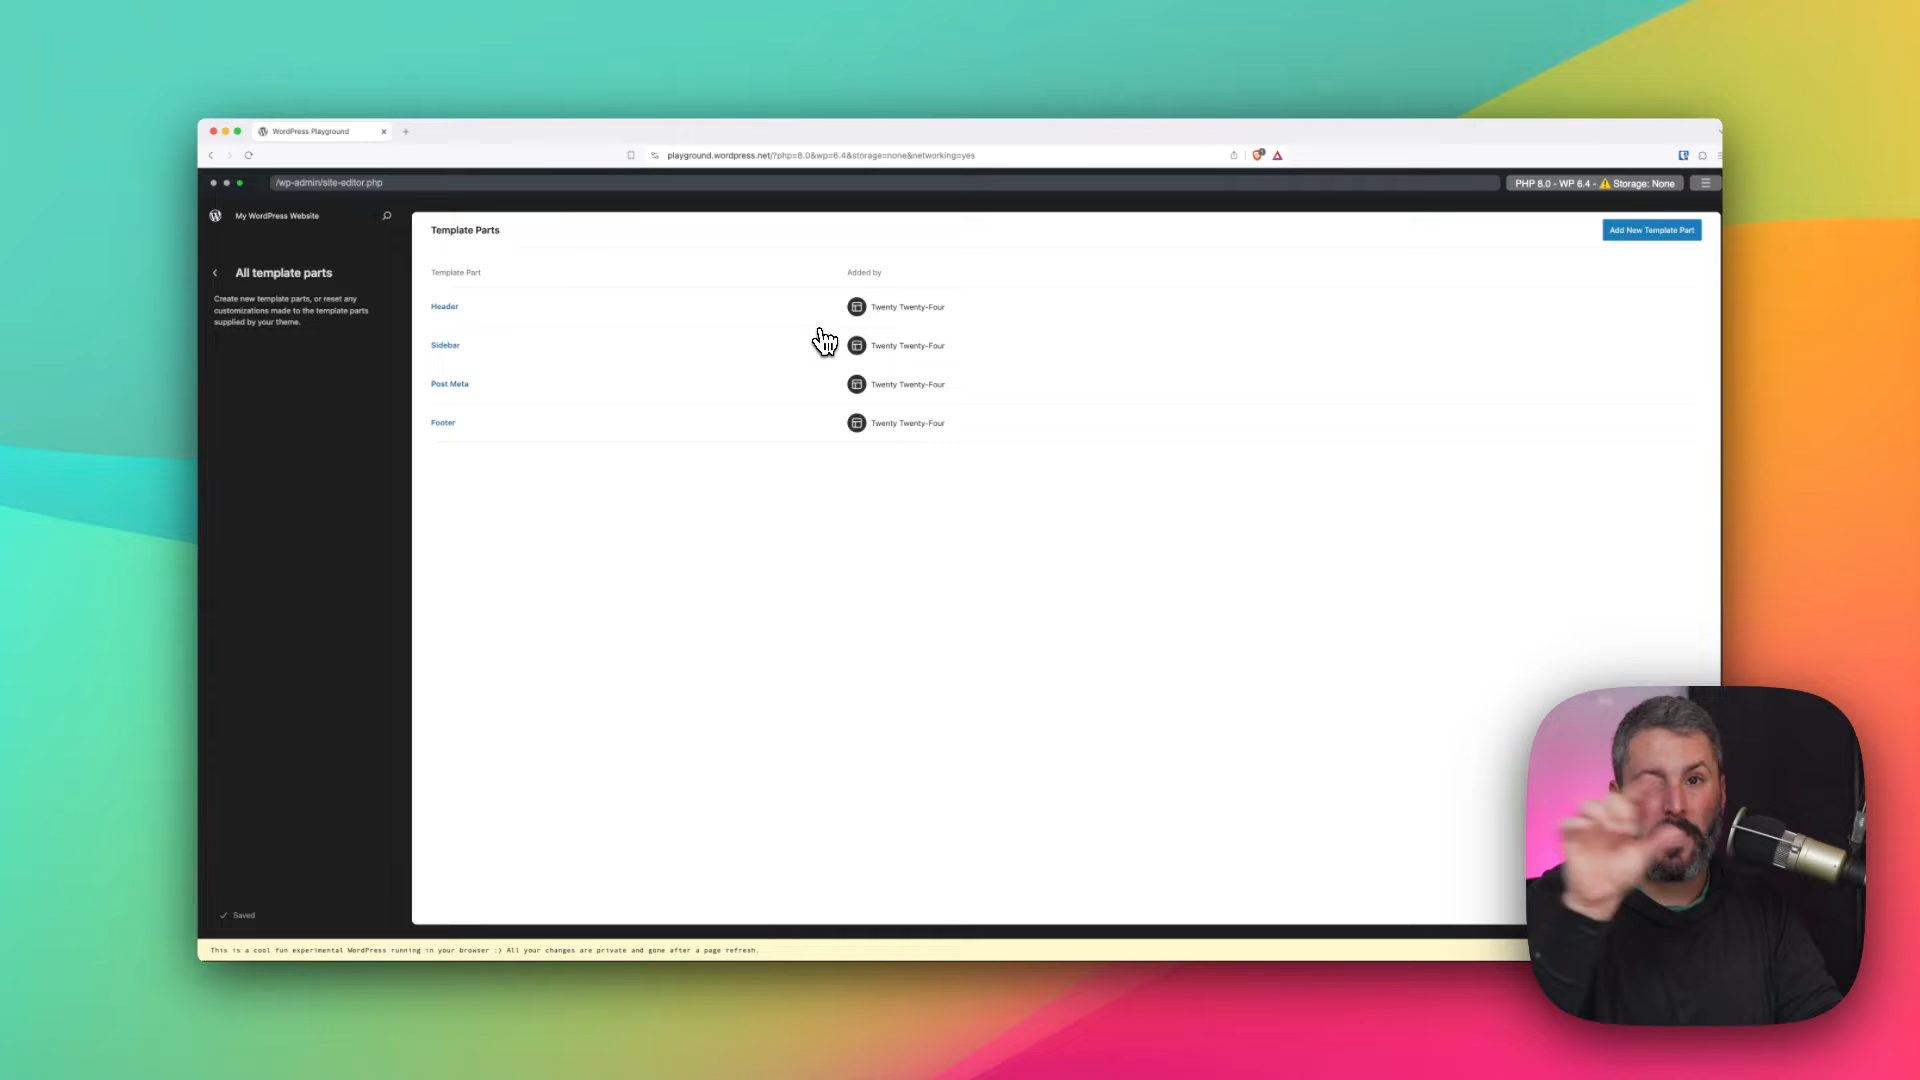 WordPress Playground
playground.wordpress.net/?php=8.0&wp=6.4&storage=none&networking=yes
/wp-admin/site-editor.php
PHP 8.0 - WP 6.4 - ⚠️ Storage: None
My WordPress Website
All template parts
Create new template parts, or reset any
customizations made to the template parts
supplied by your theme.
Template Parts
Add New Template Part
Template Part Added by
Header Twenty Twenty-Four
Sidebar Twenty Twenty-Four
Post Meta Twenty Twenty-Four
Footer Twenty Twenty-Four
Saved
This is a cool fun experimental WordPress running in your browser :) All your changes are private and gone after a page refresh.